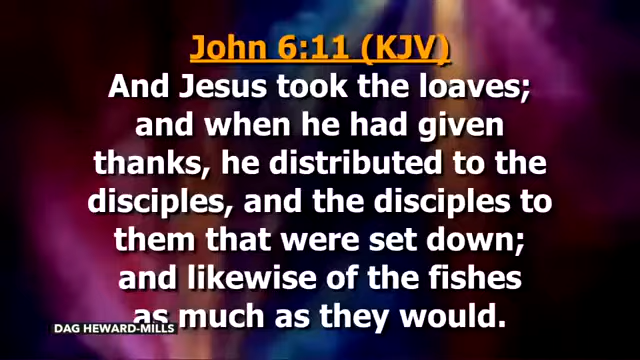 John 6:11 (KJV)
And Jesus took the loaves;
and when he had given
thanks, he distributed to the
disciples, and the disciples to
them that were set down;
and likewise of the fishes
as much as they would.
DAG HEWARD-MILLS